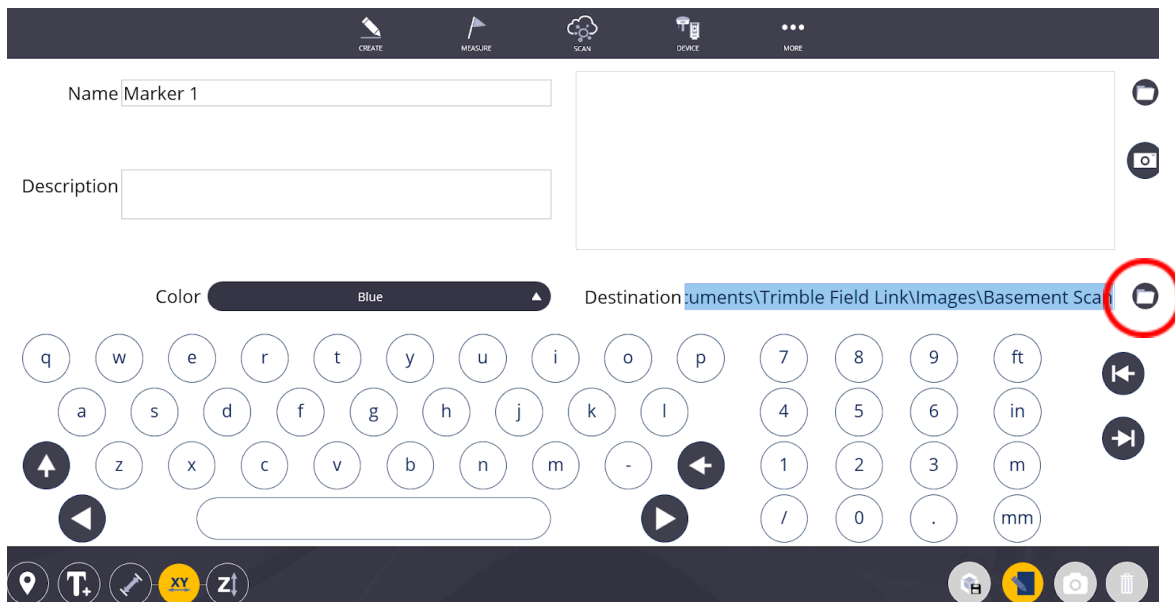 CREATE MEASURE SCAN DEVICE MORE
Name Marker 1
Description
Color Blue Destination :uments\Trimble Field Link\Images\Basement Scan
q w e r t y u i o p 7 8 9 ft
a s d f g h j k l 4 5 6 in
z x c v b n m - 1 2 3 m
/ 0 . mm
T+ XY Z